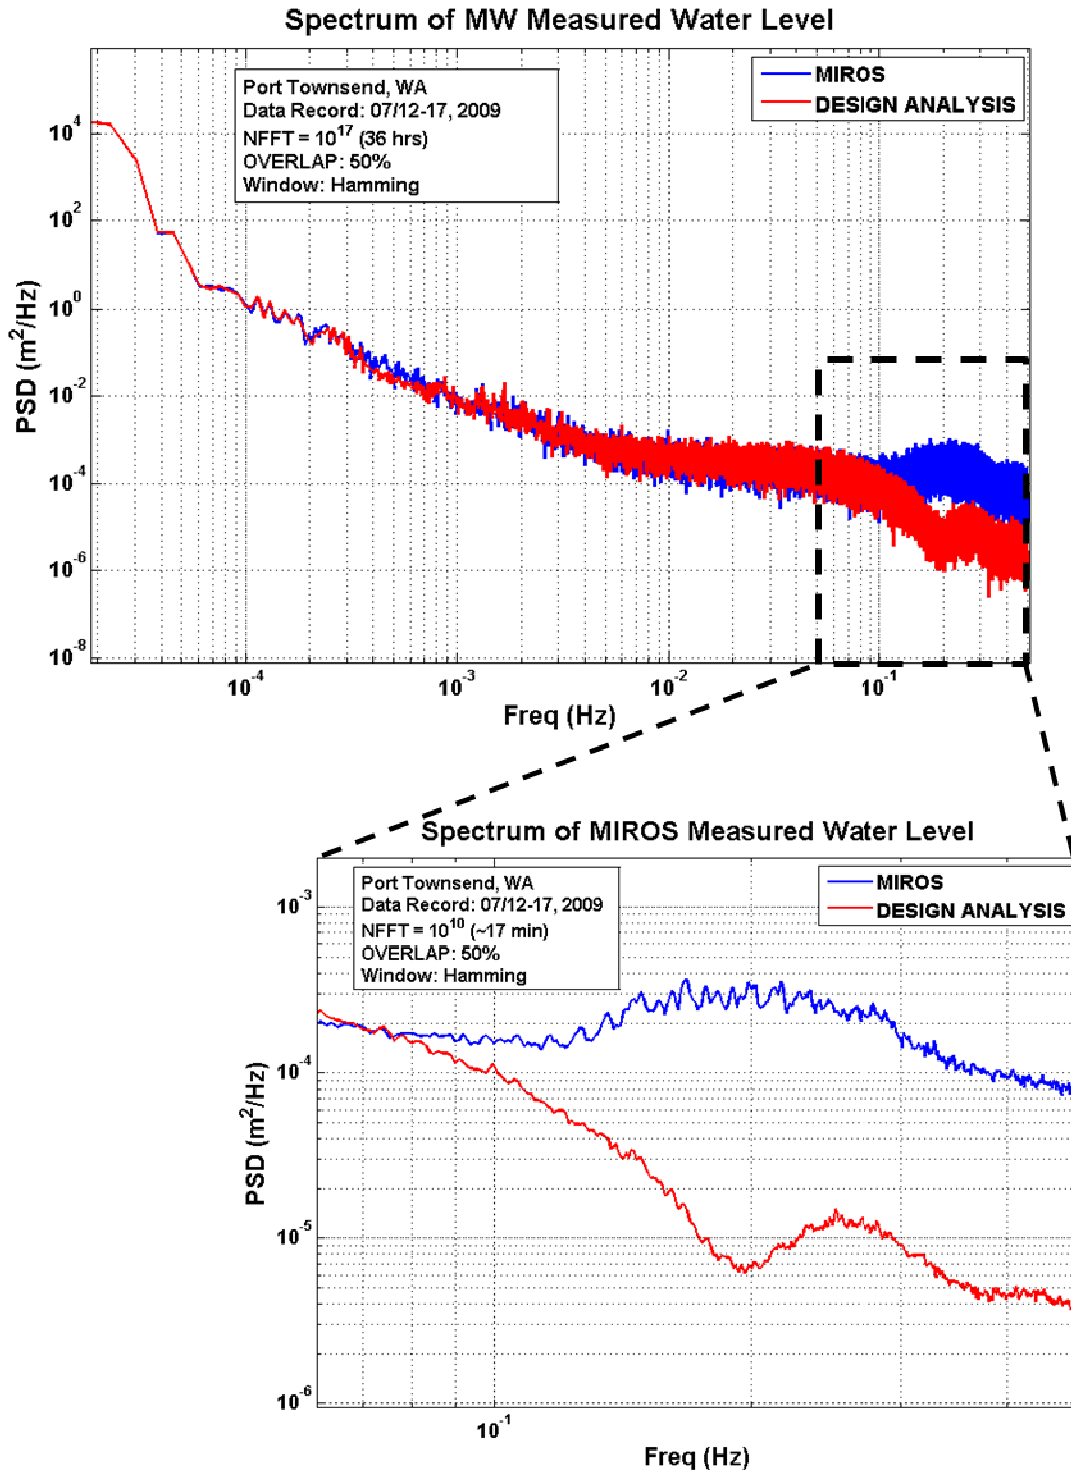 Spectrum of MW Measured Water Level
Port Townsend, WA
Data Record: 07/12-17, 2009
NFFT = 10^17 (36 hrs)
OVERLAP: 50%
Window: Hamming
MIROS
DESIGN ANALYSIS
PSD (m^2/Hz)
10^4
10^2
10^0
10^-2
10^-4
10^-6
10^-8
10^-4
10^-3
10^-2
10^-1
Freq (Hz)
Spectrum of MIROS Measured Water Level
Port Townsend, WA
Data Record: 07/12-17, 2009
NFFT = 10^10 (~17 min)
OVERLAP: 50%
Window: Hamming
MIROS
DESIGN ANALYSIS
PSD (m^2/Hz)
10^-3
10^-4
10^-5
10^-6
10^-1
Freq (Hz)